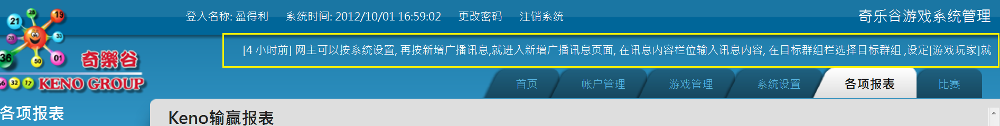 登入名称: 盈得利 系统时间: 2012/10/01 16:59:02 更改密码 注销系统
奇乐谷游戏系统管理
[4 小时前] 网主可以按系统设置, 再按新增广播讯息,就进入新增广播讯息页面, 在讯息内容栏位输入讯息内容, 在目标群组栏选择目标群组 ,设定[游戏玩家]就
21
25
19
33
36
50
01
奇樂谷
32 17
KENO GROUP
首页 帐户管理 游戏管理 系统设置 各项报表 比赛
各项报表
Keno输赢报表